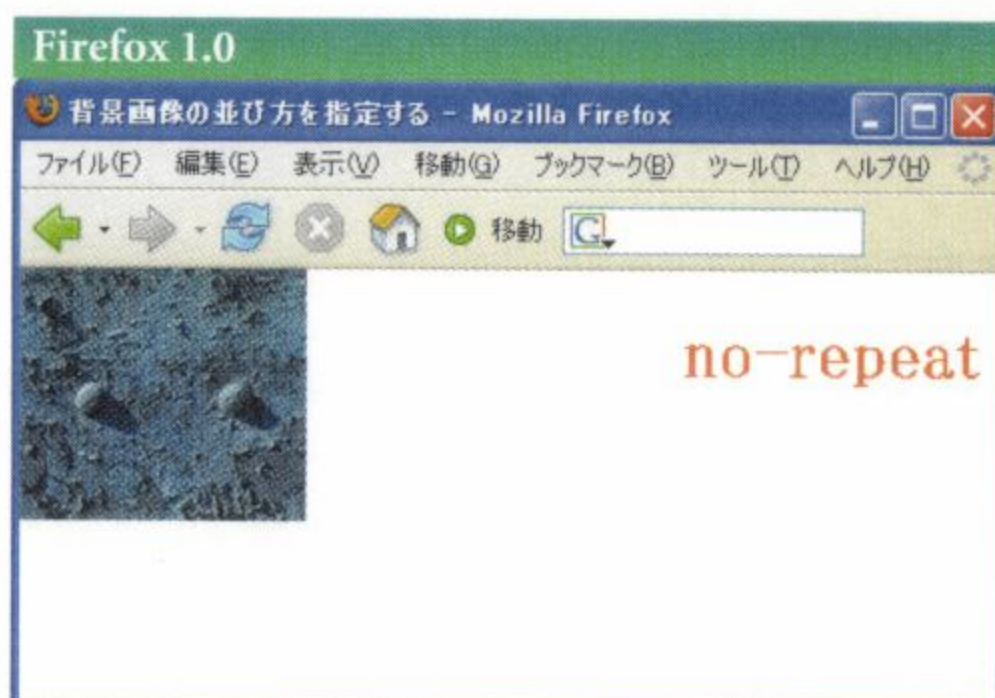 Firefox 1.0
背景画像の並び方を指定する - Mozilla Firefox
ファイル(F) 編集(E) 表示(V) 移動(G) ブックマーク(B) ツール(T) ヘルプ(H)
移動 G
no-repeat